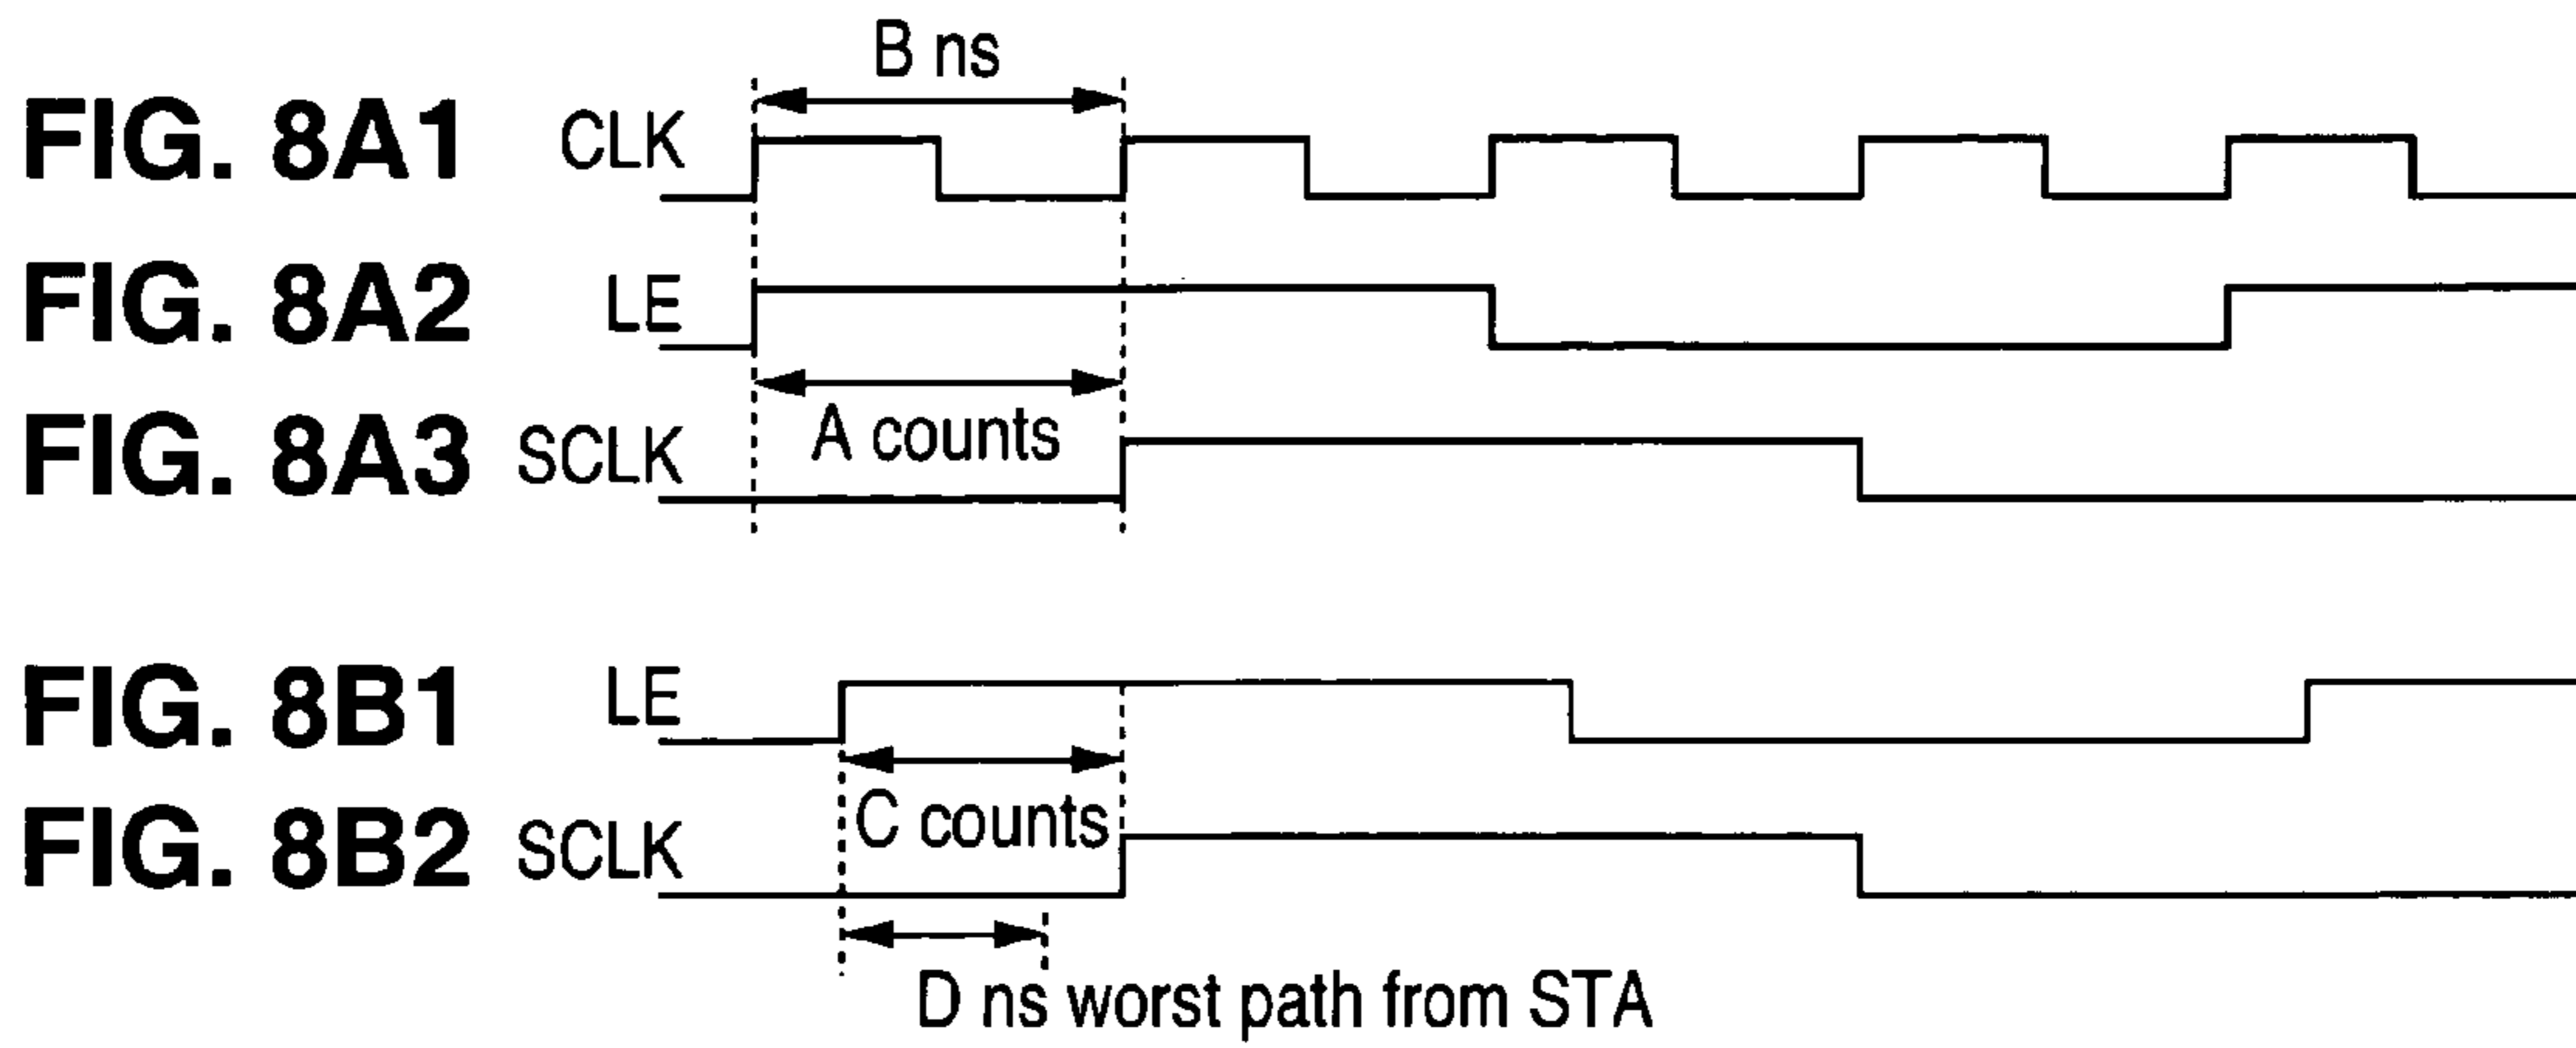 B ns
FIG. 8A1 CLK
FIG. 8A2 LE
A counts
FIG. 8A3 SCLK
FIG. 8B1 LE
C counts
FIG. 8B2 SCLK
D ns worst path from STA